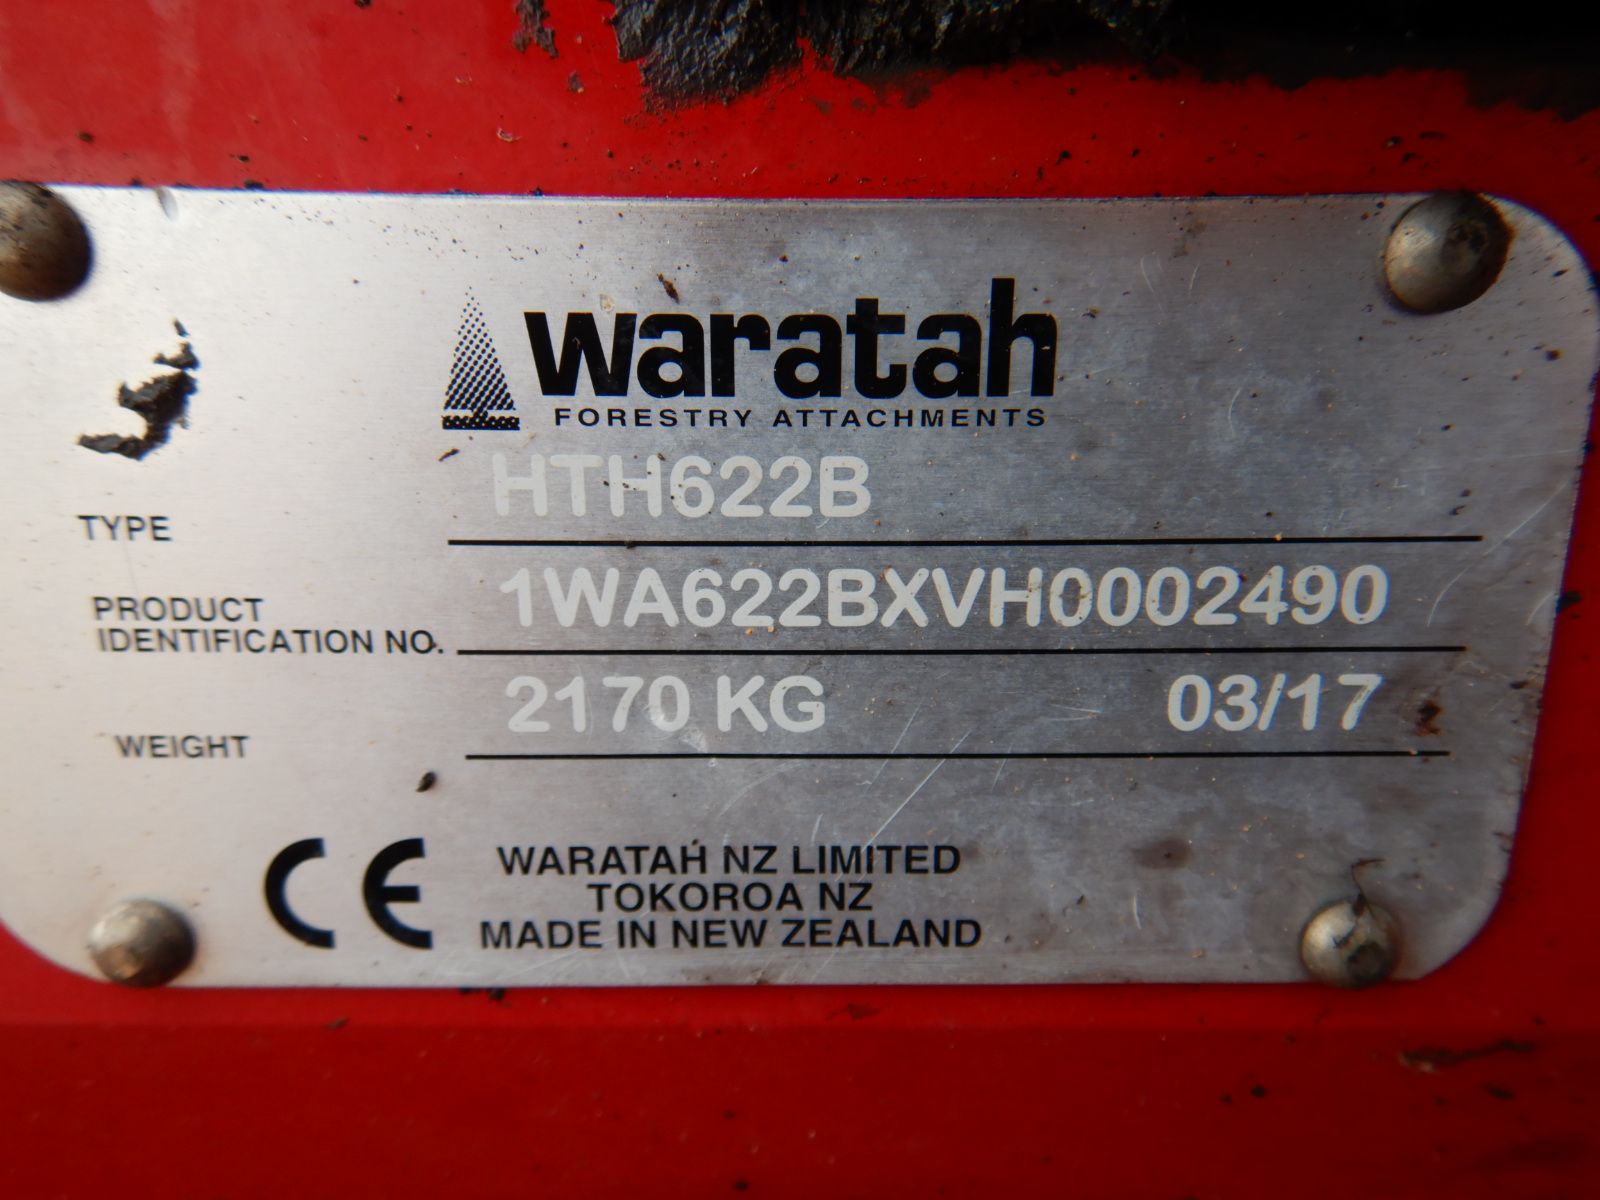 waratah
FORESTRY ATTACHMENTS
TYPE HTH622B
PRODUCT
IDENTIFICATION NO. 1WA622BXVH0002490
WEIGHT 2170 KG 03/17
CE
WARATAH NZ LIMITED
TOKOROA NZ
MADE IN NEW ZEALAND